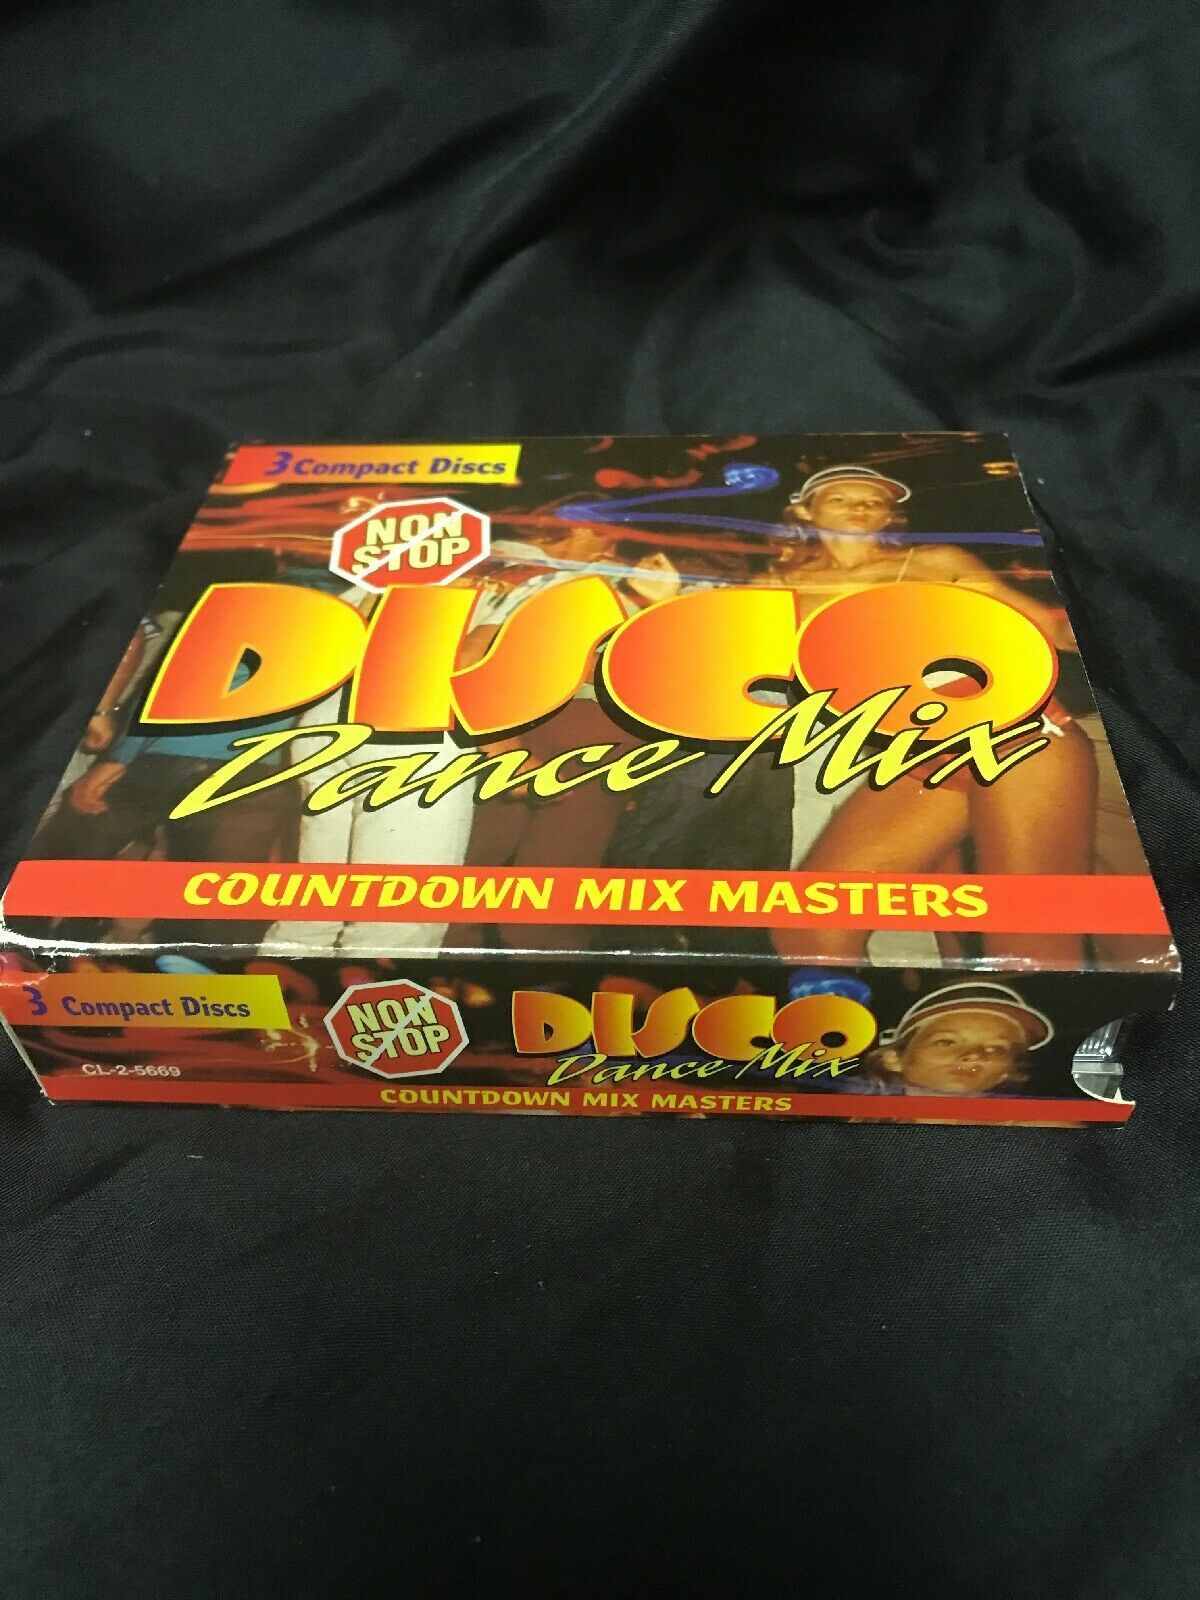 3 Compact Discs
NON
STOP
DISCO
Dance Mix
COUNTDOWN MIX MASTERS
3 Compact Discs
CL-2-5669
NON
STOP
DISCO
Dance Mix
COUNTDOWN MIX MASTERS